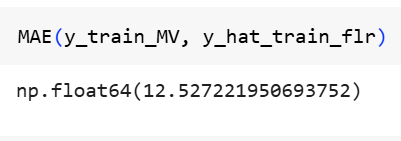 MAE(y_train_MV, y_hat_train_flr)
np.float64(12.527221950693752)